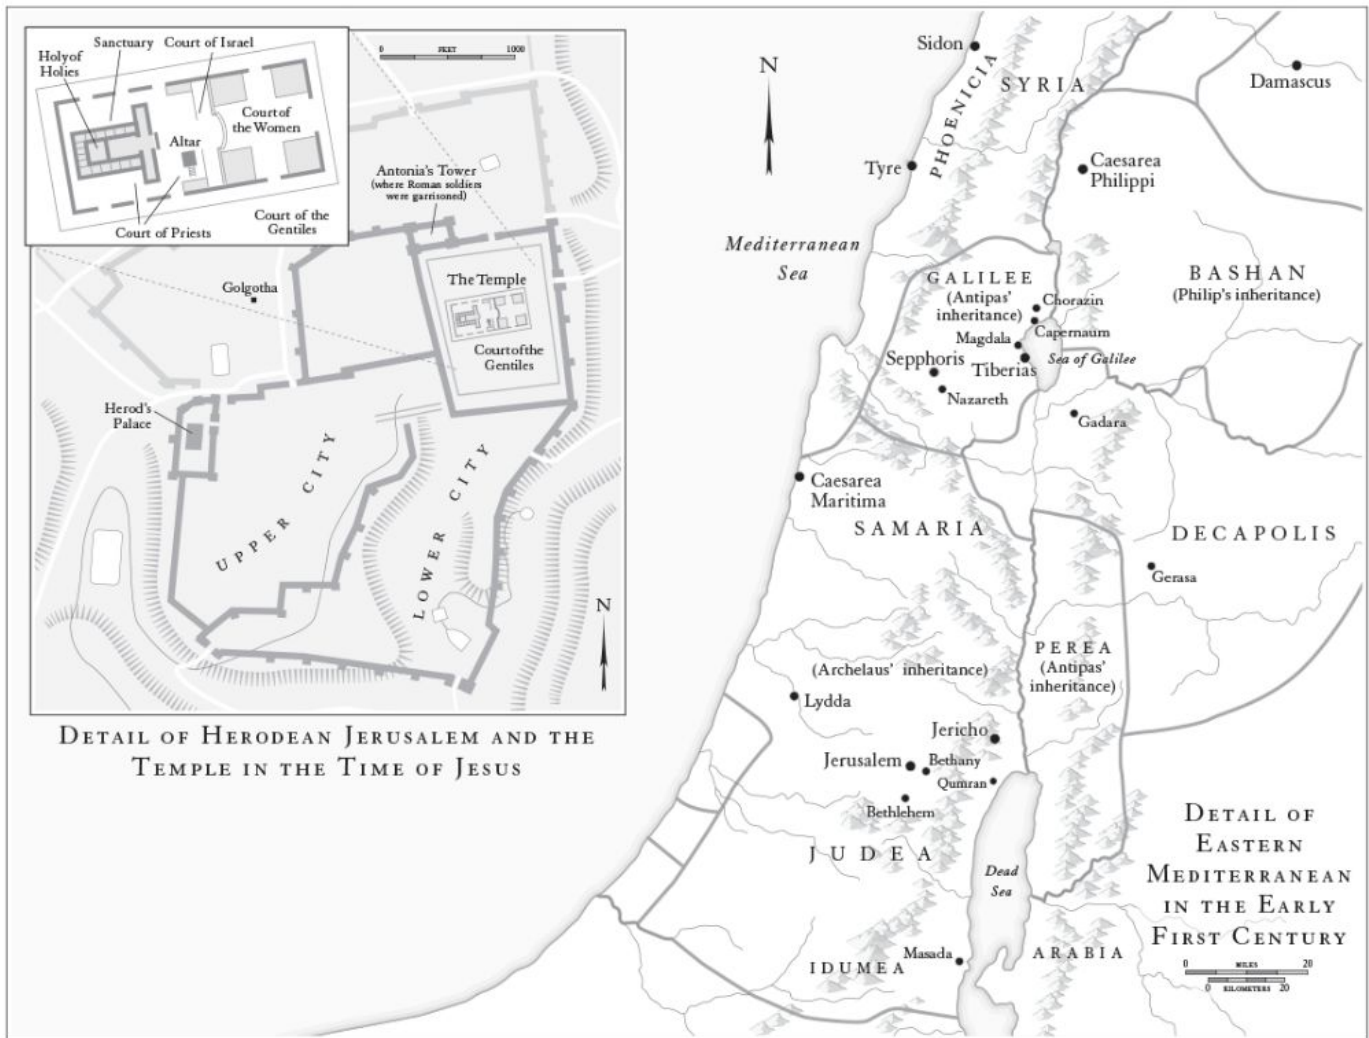 Sanctuary
Court of Israel
Holy of
Holies
Court of
the Women
Altar
Court of Priests
Court of the
Gentiles
0 FEET 1000
Antonia's Tower
(where Roman soldiers
were garrisoned)
Golgotha
The Temple
Court of the
Gentiles
Herod's
Palace
UPPER CITY
LOWER CITY
N
DETAIL OF HERODEAN JERUSALEM AND THE
TEMPLE IN THE TIME OF JESUS
N
Sidon
PHOENICIA
SYRIA
Damascus
Tyre
Caesarea
Philippi
Mediterranean
Sea
GALILEE
(Antipas'
inheritance)
BASHAN
(Philip's inheritance)
Chorazin
Capernaum
Magdala
Sepphoris
Tiberias
Sea of Galilee
Nazareth
Gadara
Caesarea
Maritima
SAMARIA
DECAPOLIS
Gerasa
PEREA
(Antipas'
inheritance)
(Archelaus' inheritance)
Lydda
Jericho
Jerusalem
Bethany
Qumran
Bethlehem
JUDEA
Dead
Sea
Masada
IDUMEA
ARABIA
DETAIL OF
EASTERN
MEDITERRANEAN
IN THE EARLY
FIRST CENTURY
0 MILES 20
0 KILOMETERS 20